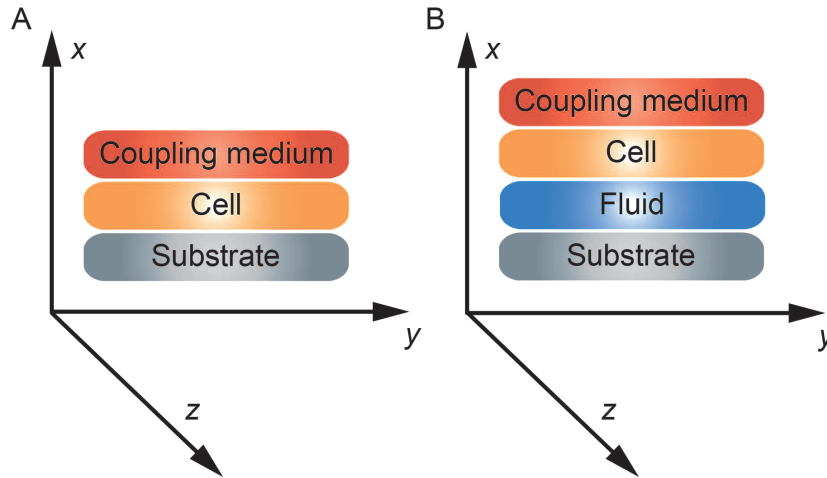 A
x
Coupling medium
Cell
Substrate
y
z
B
x
Coupling medium
Cell
Fluid
Substrate
y
z